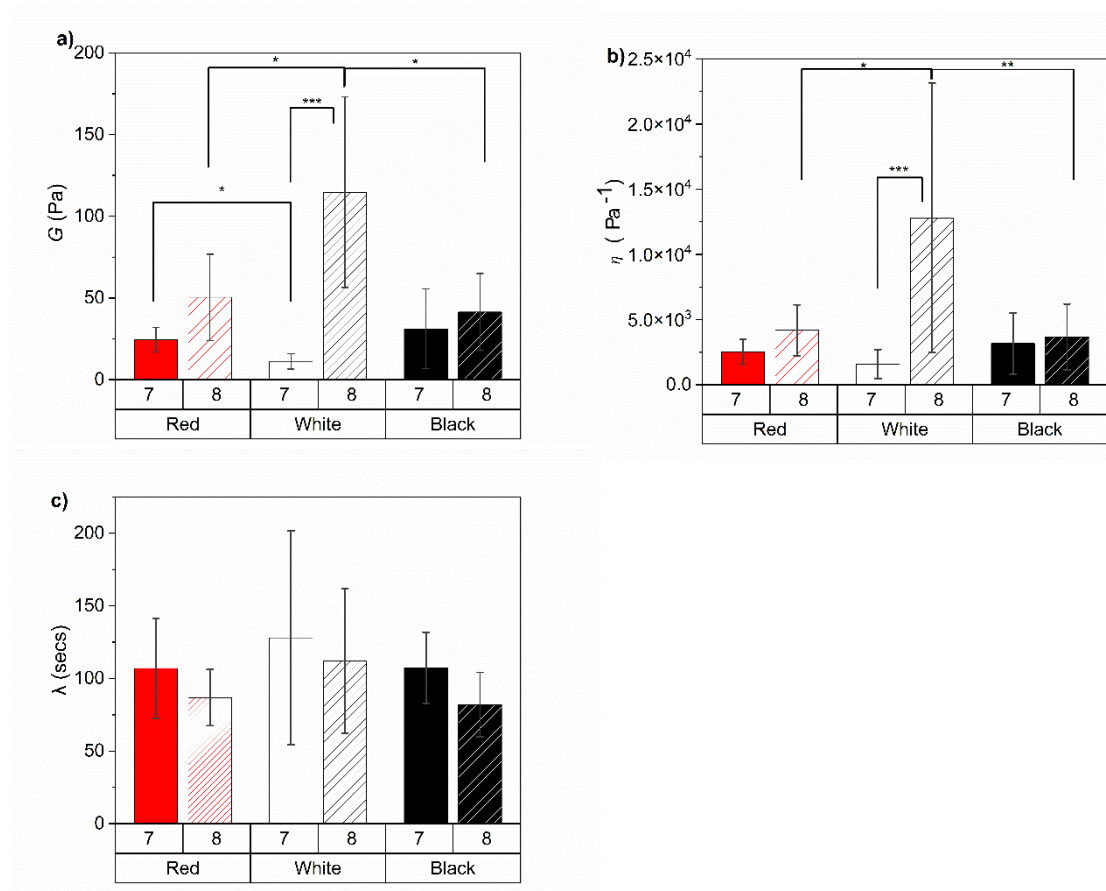 a)
200
150
100
50
0
G (Pa)
*
*
***
*
7 8 7 8 7 8
Red White Black
b)
2.5×10⁴
2.0×10⁴
1.5×10⁴
1.0×10⁴
5.0×10³
0.0
η ( Pa⁻¹)
*
**
***
7 8 7 8 7 8
Red White Black
c)
200
150
100
50
0
λ (secs)
7 8 7 8 7 8
Red White Black